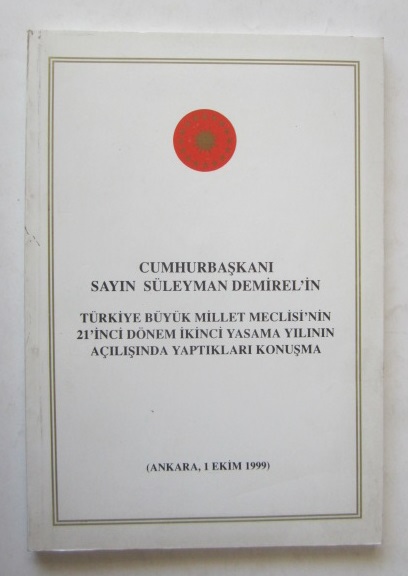 CUMHURBAŞKANI
SAYIN SÜLEYMAN DEMİREL'İN
TÜRKİYE BÜYÜK MİLLET MECLİSİ'NİN
21'İNCİ DÖNEM İKİNCİ YASAMA YILININ
AÇILIŞINDA YAPTIKLARI KONUŞMA
(ANKARA, 1 EKİM 1999)